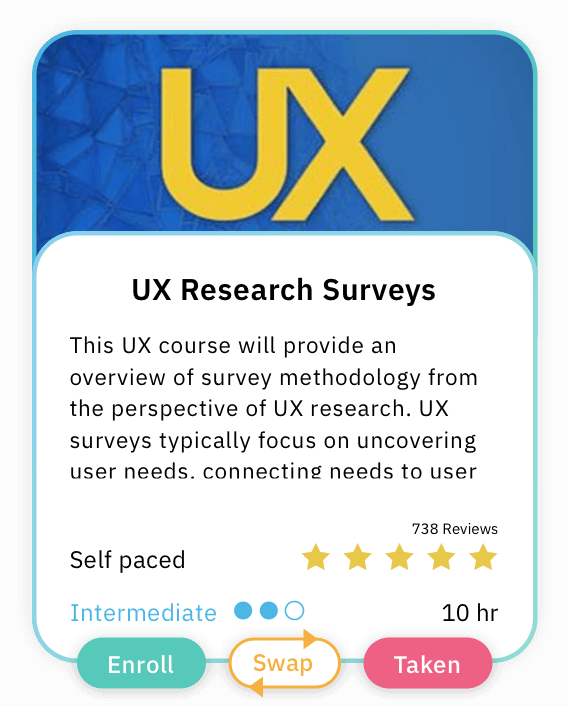 UX
UX Research Surveys
This UX course will provide an
overview of survey methodology from
the perspective of UX research. UX
surveys typically focus on uncovering
user needs, connecting needs to user
738 Reviews
Self paced
Intermediate
10 hr
Enroll
Swap
Taken